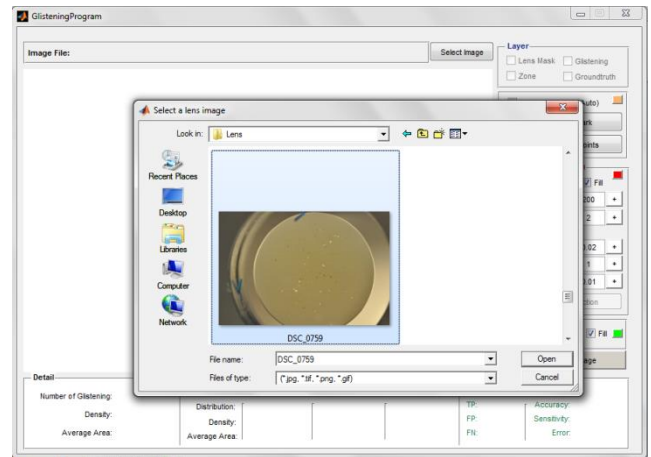 GlisteningProgram
Image File:
Select Image
Layer
Lens Mask
Glistening
Zone
Groundtruth
Select a lens image
Look in:
Lens
Recent Places
Desktop
Libraries
Computer
Network
DSC_0759
File name:
DSC_0759
Open
Files of type:
(*.jpg, *.tif, *.png, *.gif)
Cancel
Fill
+
2
+
+
1
+
+
Fill
Detail
Number of Glistening:
Density:
Average Area:
Distribution:
Density:
Average Area:
TP:
FP:
FN:
Accuracy:
Sensitivity:
Error: